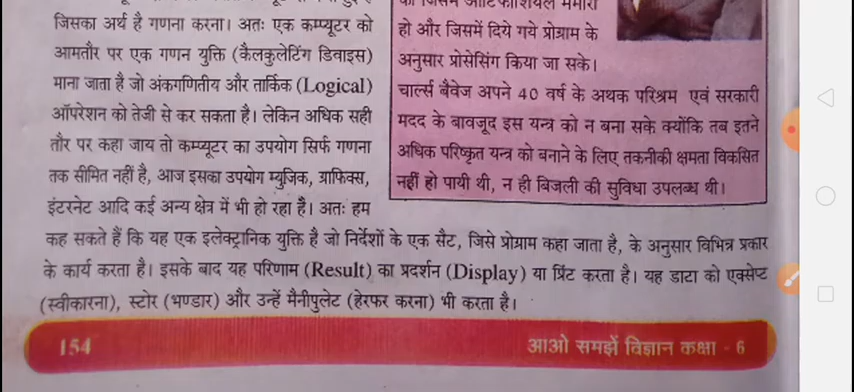 जिसका अर्थ है गणना करना। अतः एक कम्प्यूटर को
आमतौर पर एक गणन युक्ति (कैलकुलेटिंग डिवाइस)
माना जाता है जो अंकगणितीय और तार्किक (Logical)
ऑपरेशन को तेजी से कर सकता है। लेकिन अधिक सही
तौर पर कहा जाय तो कम्प्यूटर का उपयोग सिर्फ गणना
तक सीमित नहीं है, आज इसका उपयोग म्युजिक, ग्राफिक्स,
इंटरनेट आदि कई अन्य क्षेत्र में भी हो रहा है। अतः हम
कह सकते हैं कि यह एक इलेक्ट्रानिक युक्ति है जो निर्देशों के एक सैट, जिसे प्रोग्राम कहा जाता है, के अनुसार विभिन्न प्रकार
के कार्य करता है। इसके बाद यह परिणाम (Result) का प्रदर्शन (Display) या प्रिंट करता है। यह डाटा को एक्सेप्ट
(स्वीकारना), स्टोर (भण्डार) और उन्हें मैनीपुलेट (हेरफर करना) भी करता है।
हो और जिसमें दिये गये प्रोग्राम के
अनुसार प्रोसेसिंग किया जा सके।
चार्ल्स बैवेज अपने 40 वर्ष के अथक परिश्रम एवं सरकारी
मदद के बावजूद इस यन्त्र को न बना सके क्योंकि तब इतने
अधिक परिष्कृत यन्त्र को बनाने के लिए तकनीकी क्षमता विकसित
नहीं हो पायी थी, न ही बिजली की सुविधा उपलब्ध थी।
154
आओ समझें विज्ञान कक्षा - 6